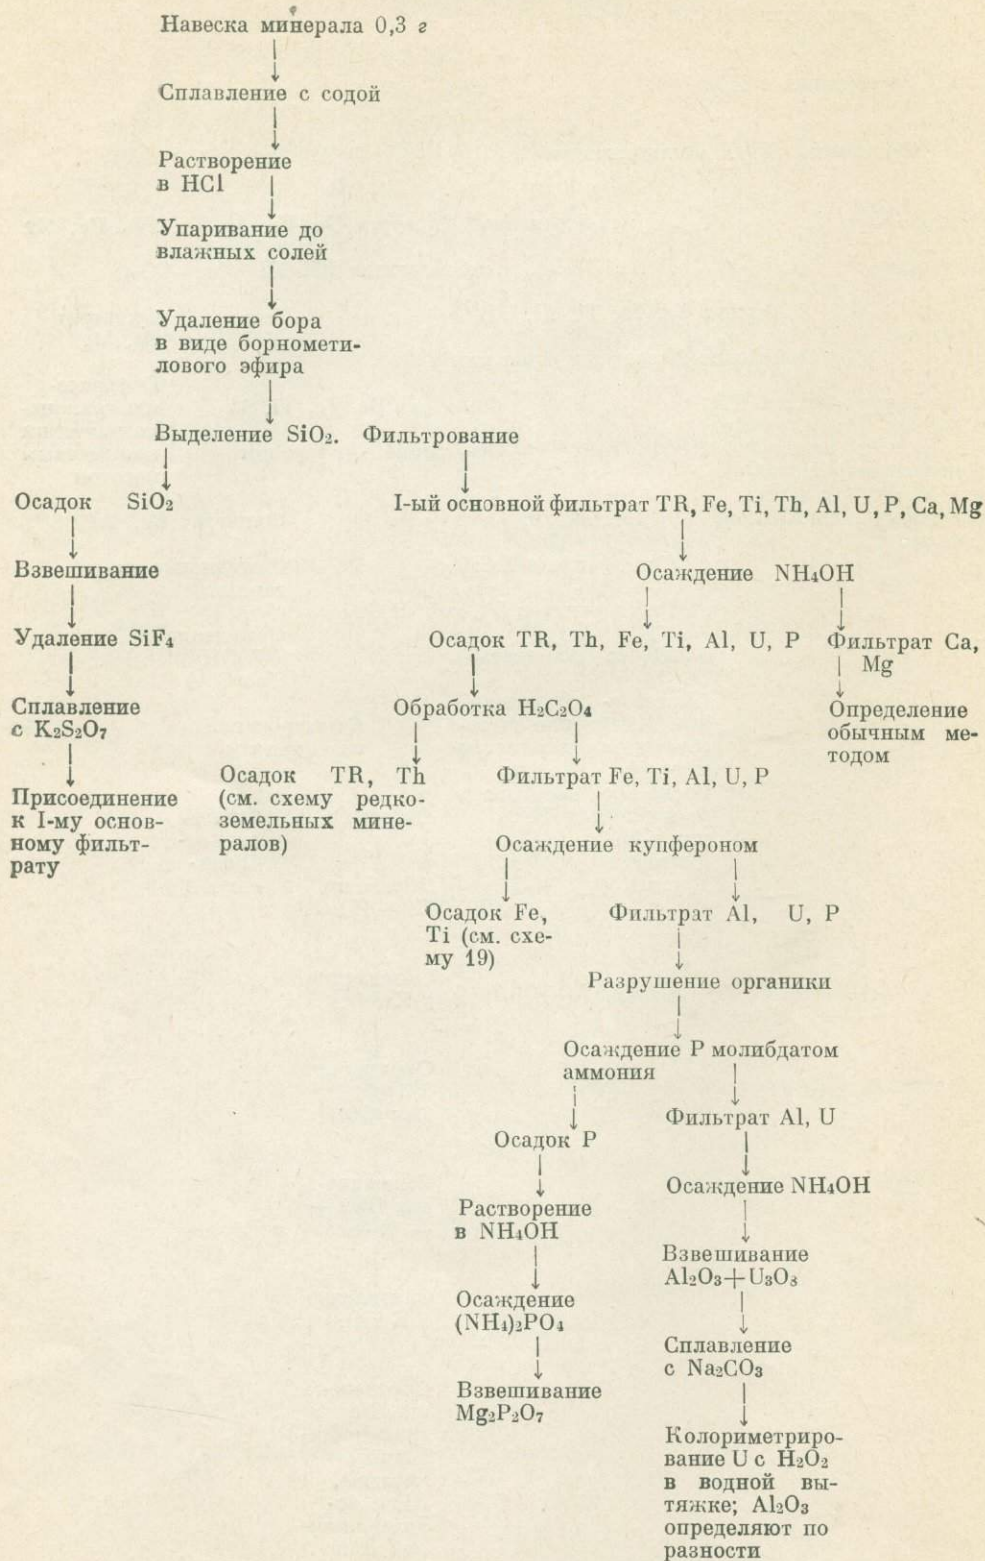 Навеска минерала 0,3 г
Сплавление с содой
Растворение
в HCl
Упаривание до
влажных солей
Удаление бора
в виде борномети-
лового эфира
Выделение SiO₂. Фильтрование
Осадок SiO₂
I-ый основной фильтрат TR, Fe, Ti, Th, Al, U, P, Ca, Mg
Взвешивание
Осаждение NH₄OH
Удаление SiF₄
Осадок TR, Th, Fe, Ti, Al, U, P
Фильтрат Ca,
Mg
Сплавление
с K₂S₂O₇
Обработка H₂C₂O₄
Определение
обычным ме-
тодом
Присоединение
к I-му основ-
ному фильт-
рату
Осадок TR, Th
(см. схему редко-
земельных мине-
ралов)
Фильтрат Fe, Ti, Al, U, P
Осаждение купфероном
Осадок Fe,
Ti (см. схе-
му 19)
Фильтрат Al, U, P
Разрушение органики
Осаждение P молибдатом
аммония
Осадок P
Фильтрат Al, U
Растворение
в NH₄OH
Осаждение NH₄OH
Осаждение
(NH₄)₂PO₄
Взвешивание
Al₂O₃+U₃O₈
Взвешивание
Mg₂P₂O₇
Сплавление
с Na₂CO₃
Колориметриро-
вание U с H₂O₂
в водной вы-
тяжке; Al₂O₃
определяют по
разности